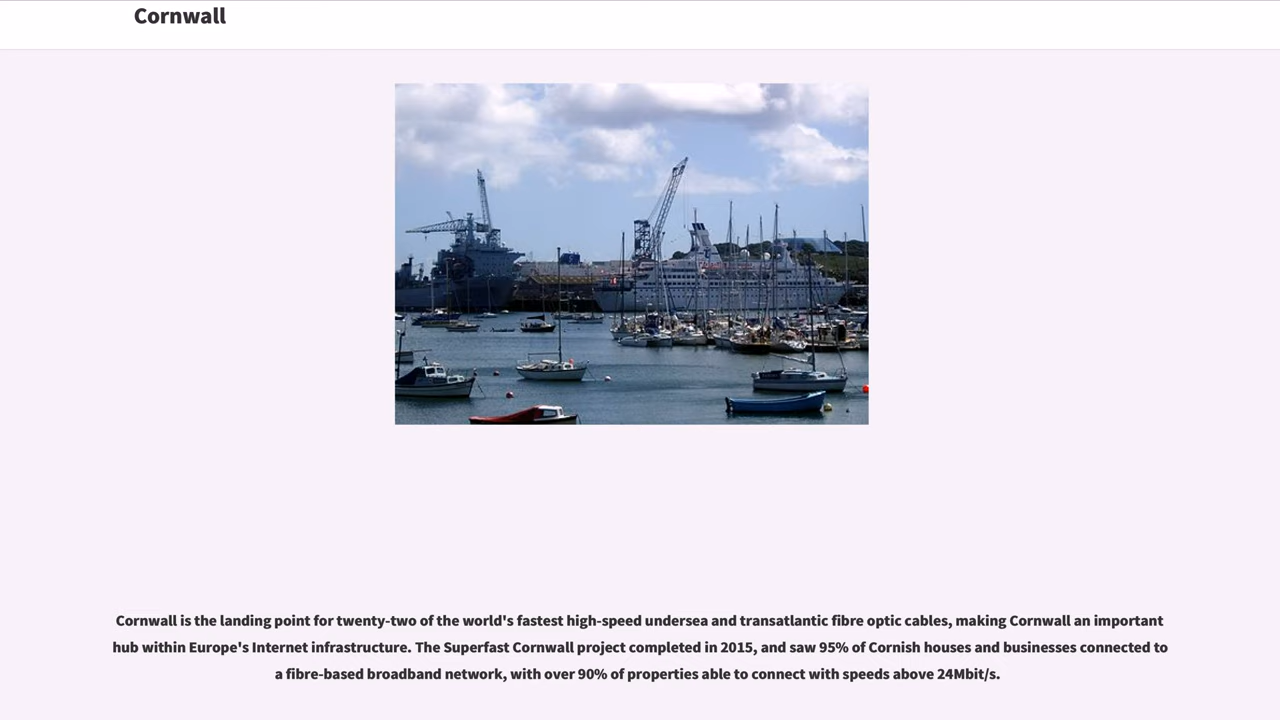 Cornwall
Cornwall is the landing point for twenty-two of the world's fastest high-speed undersea and transatlantic fibre optic cables, making Cornwall an important
hub within Europe's Internet infrastructure. The Superfast Cornwall project completed in 2015, and saw 95% of Cornish houses and businesses connected to
a fibre-based broadband network, with over 90% of properties able to connect with speeds above 24Mbit/s.